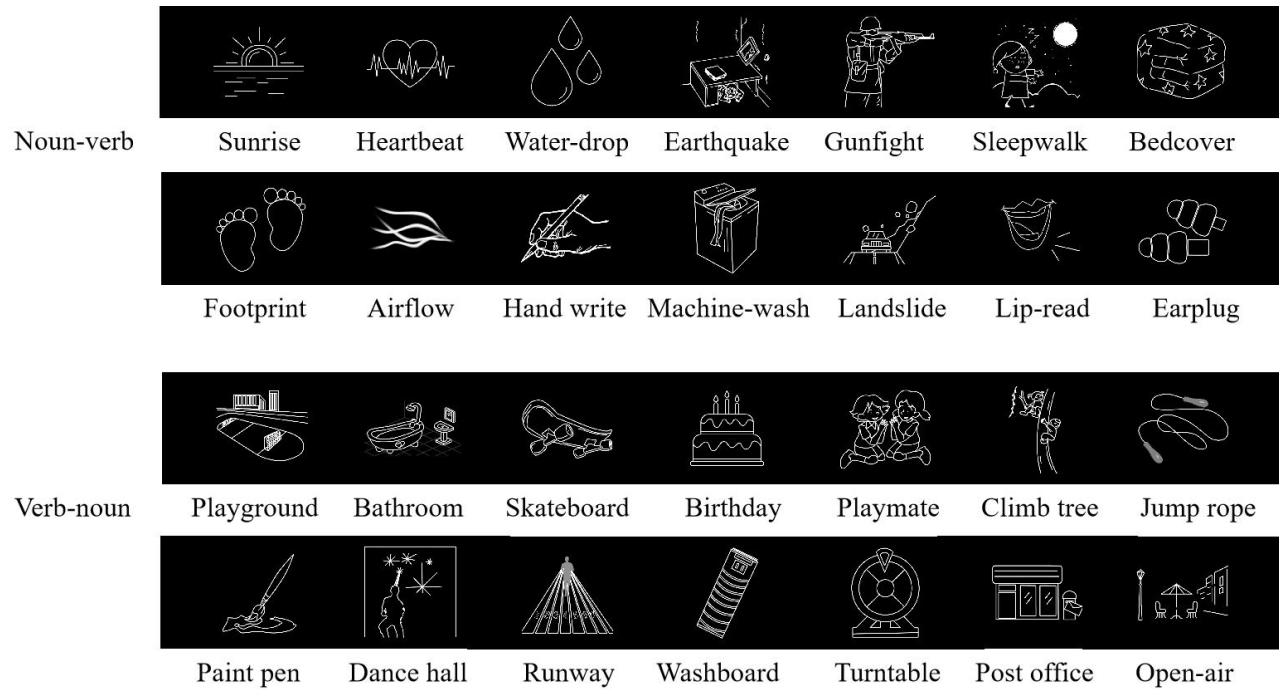 Sunrise Heartbeat Water-drop Earthquake Gunfight Sleepwalk Bedcover
Noun-verb
Footprint Airflow Hand write Machine-wash Landslide Lip-read Earplug
Playground Bathroom Skateboard Birthday Playmate Climb tree Jump rope
Verb-noun
Paint pen Dance hall Runway Washboard Turntable Post office Open-air